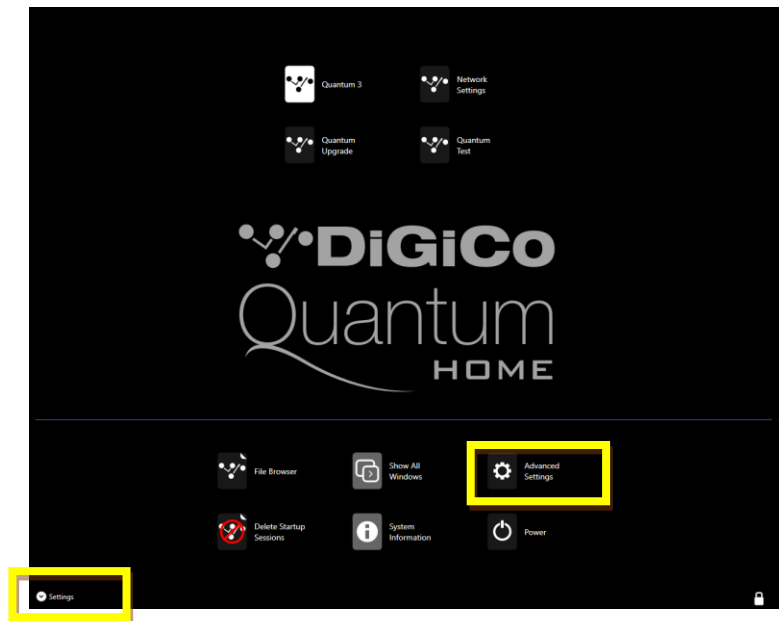 Quantum 3
Network
Settings
Quantum
Upgrade
Quantum
Test
DiGiCo
Quantum
HOME
File Browser
Show All
Windows
Advanced
Settings
Delete Startup
Sessions
System
Information
Power
Settings